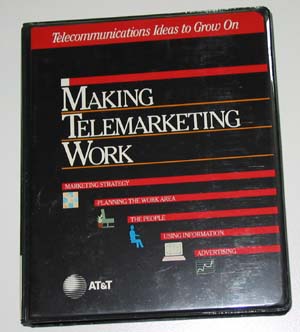 Telecommunications Ideas to Grow On
MAKING
TELEMARKETING
WORK
MARKETING STRATEGY
PLANNING THE WORK AREA
THE PEOPLE
USING INFORMATION
ADVERTISING
AT&T